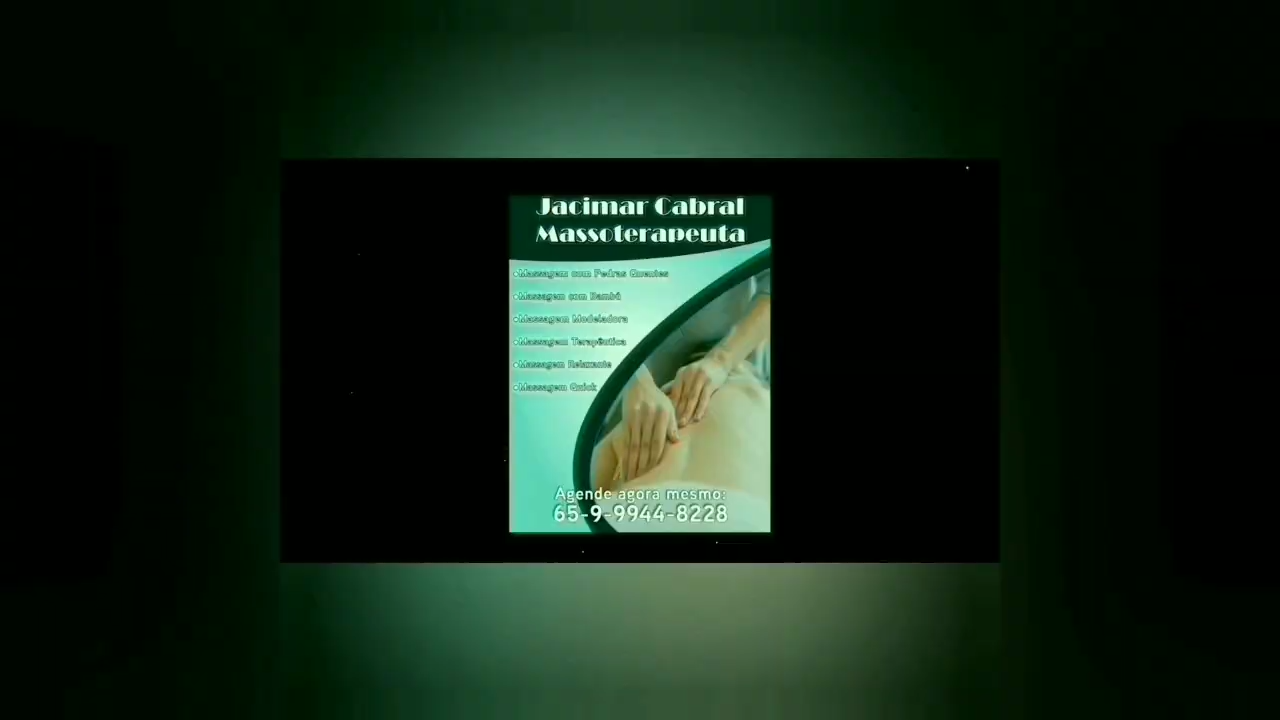 Jacimar Cabral
Massoterapeuta
•Massagem com Pedras Quentes
•Massagem com Bambú
•Massagem Modeladora
•Massagem Terapêutica
•Massagem Relaxante
•Massagem Quick
Agende agora mesmo:
65-9-9944-8228